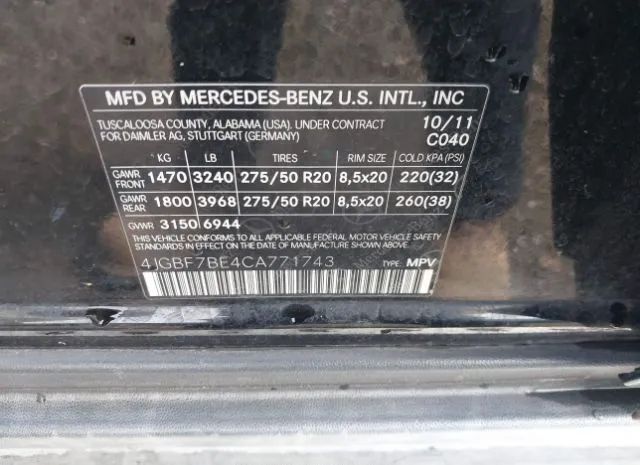 MFD BY MERCEDES-BENZ U.S. INTL., INC
TUSCALOOSA COUNTY, ALABAMA (USA). UNDER CONTRACT 10/11
FOR DAIMLER AG, STUTTGART (GERMANY) C040
KG LB TIRES RIM SIZE COLD KPA (PSI)
GAWR FRONT 1470 3240 275/50 R20 8,5x20 220(32)
GAWR REAR 1800 3968 275/50 R20 8,5x20 260(38)
GVWR 3150 6944
THIS VEHICLE CONFORMS TO ALL APPLICABLE FEDERAL MOTOR VEHICLE SAFETY
STANDARDS IN EFFECT ON THE DATE OF MANUFACTURE SHOWN ABOVE.
4JGBF7BE4CA771743 TYPE: MPV